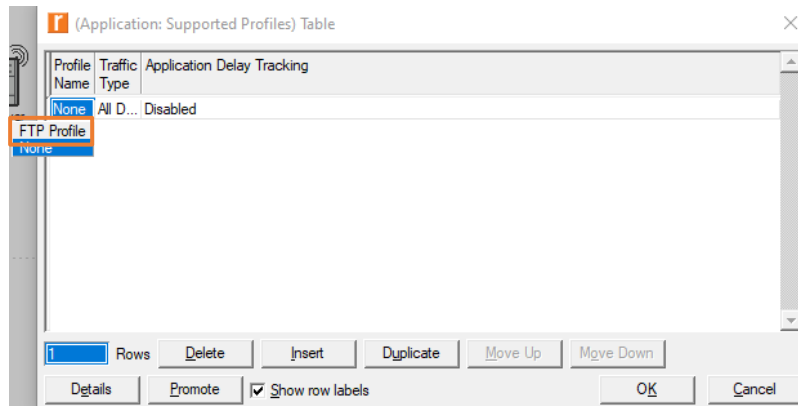 (Application: Supported Profiles) Table
Profile Name
Traffic Type
Application Delay Tracking
None All D... Disabled
FTP Profile
None
1 Rows Delete Insert Duplicate Move Up Move Down
Details Promote Show row labels OK Cancel